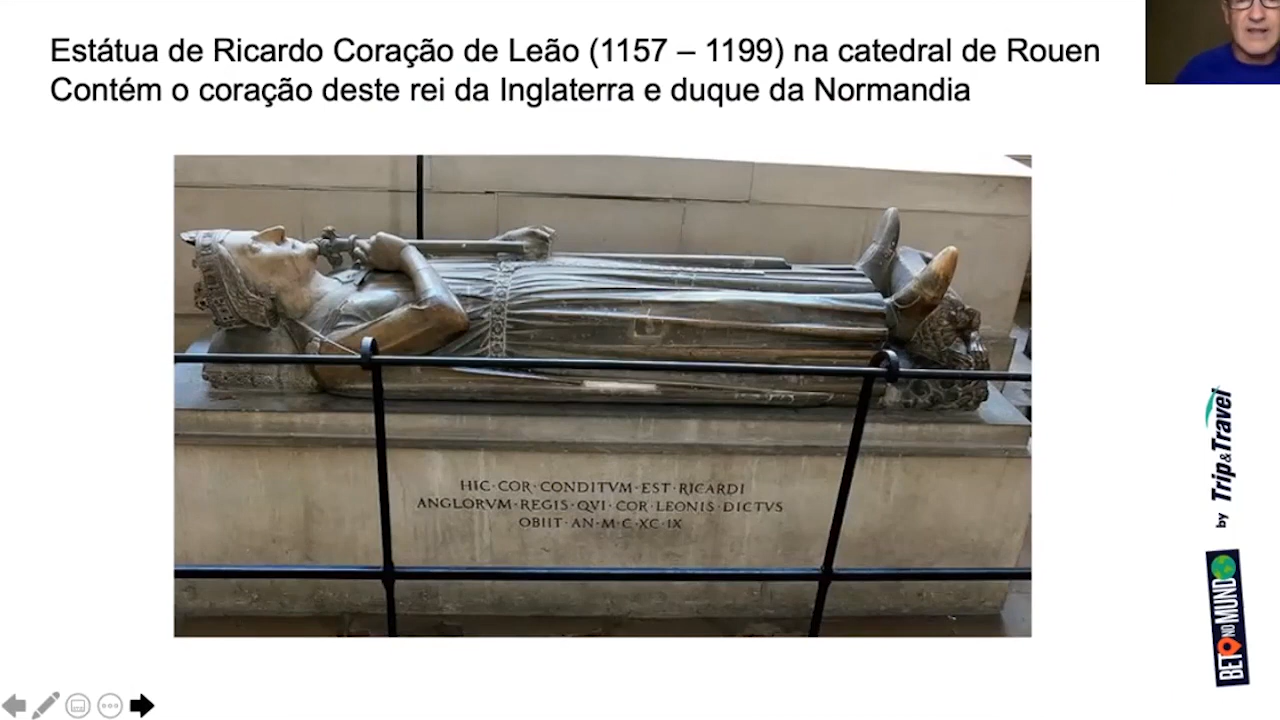 Estátua de Ricardo Coração de Leão (1157 – 1199) na catedral de Rouen
Contém o coração deste rei da Inglaterra e duque da Normandia
HIC·COR·CONDITVM·EST·RICARDI
ANGLORVM·REGIS·QVI·COR·LEONIS·DICTVS
OBIIT·AN·M·C·XC·IX
by Trip&Travel
BETO NO MUNDO